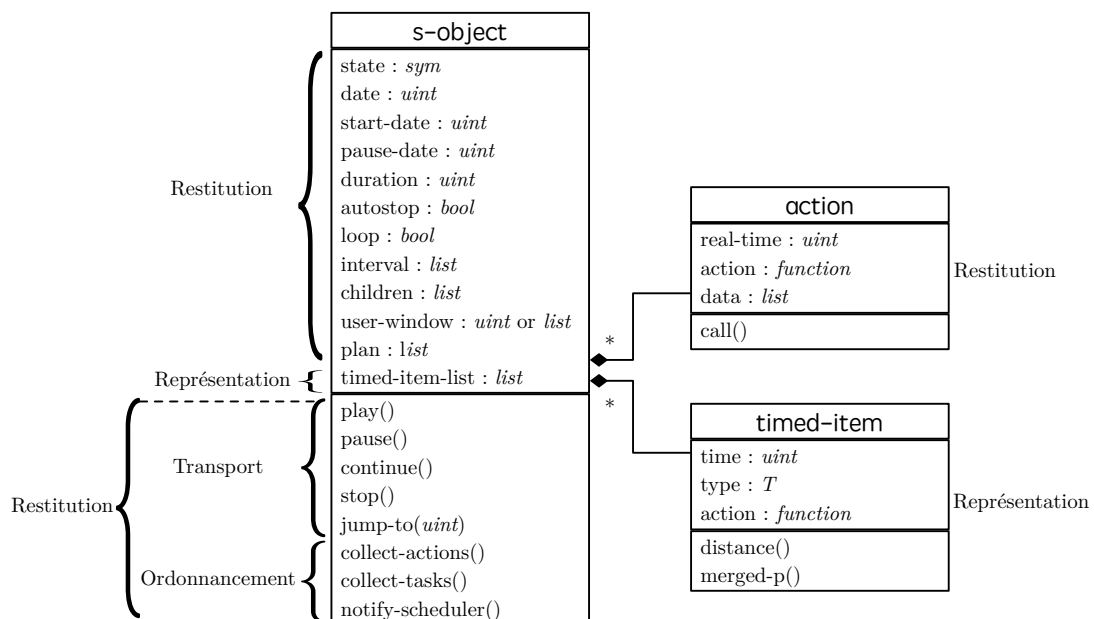 s-object
state : sym
date : uint
start-date : uint
pause-date : uint
duration : uint
autostop : bool
loop : bool
interval : list
children : list
user-window : uint or list
plan : list
timed-item-list : list
play()
pause()
continue()
stop()
jump-to(uint)
collect-actions()
collect-tasks()
notify-scheduler()
Restitution
Représentation
Transport
Restitution
Ordonnancement
*
*
action
real-time : uint
action : function
data : list
call()
Restitution
timed-item
time : uint
type : T
action : function
distance()
merged-p()
Représentation